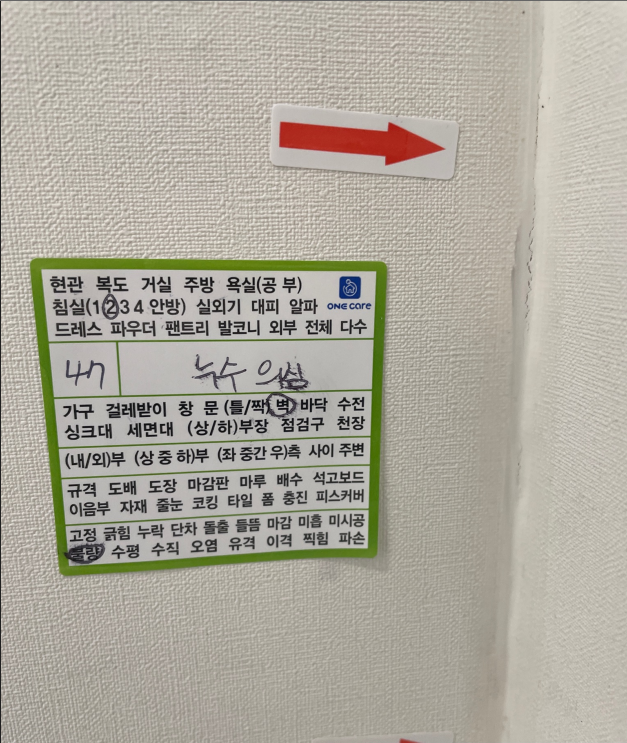 현관 복도 거실 주방 욕실(공 부)
침실(1 2 3 4 안방) 실외기 대피 알파
ONE care
드레스 파우더 팬트리 발코니 외부 전체 다수
47 누수 의심
가구 걸레받이 창 문 (틀/짝) 벽 바닥 수전
싱크대 세면대 (상/하)부장 점검구 천장
(내/외)부 (상 중 하)부 (좌 중간 우)측 사이 주변
규격 도배 도장 마감판 마루 배수 석고보드
이음부 자재 줄눈 코킹 타일 폼 충진 피스커버
고정 긁힘 누락 단차 돌출 들뜸 마감 미흡 미시공
불량 수평 수직 오염 유격 이격 찍힘 파손